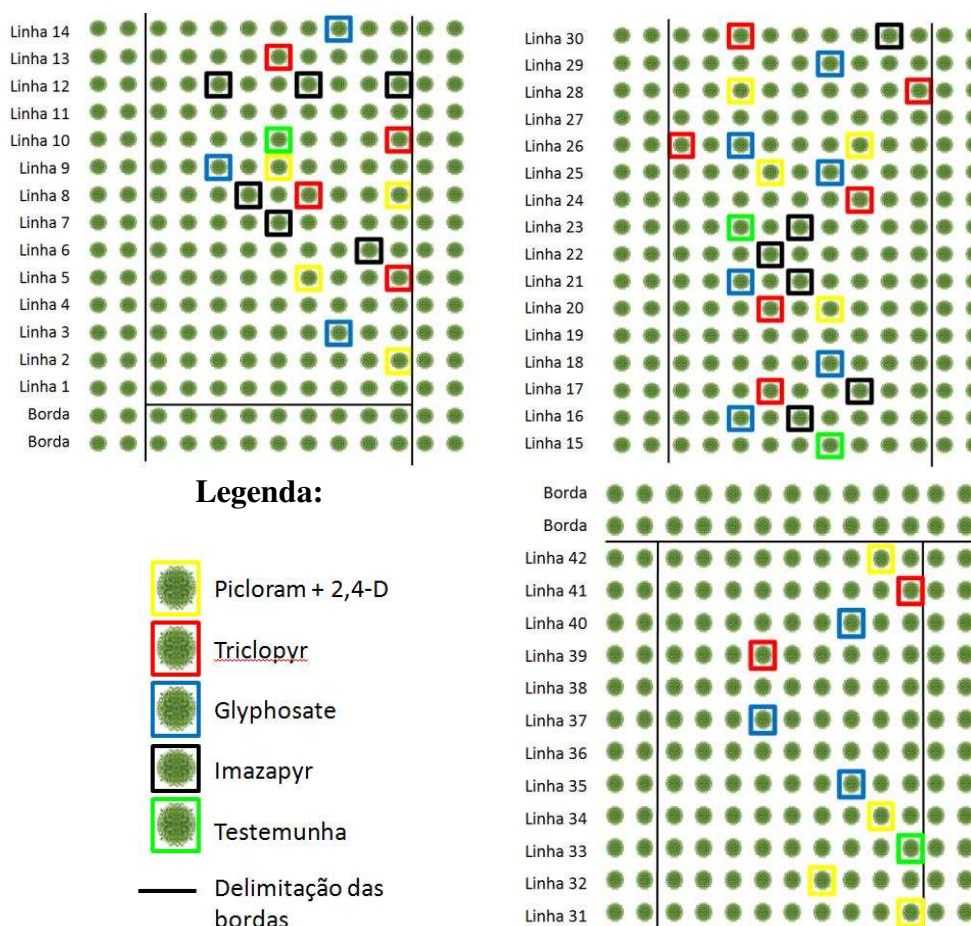 Linha 14
Linha 13
Linha 12
Linha 11
Linha 10
Linha 9
Linha 8
Linha 7
Linha 6
Linha 5
Linha 4
Linha 3
Linha 2
Linha 1
Borda
Borda
Linha 30
Linha 29
Linha 28
Linha 27
Linha 26
Linha 25
Linha 24
Linha 23
Linha 22
Linha 21
Linha 20
Linha 19
Linha 18
Linha 17
Linha 16
Linha 15
Legenda:
Picloram + 2,4-D
Triclopyr
Glyphosate
Imazapyr
Testemunha
Delimitação das
bordas
Borda
Borda
Linha 42
Linha 41
Linha 40
Linha 39
Linha 38
Linha 37
Linha 36
Linha 35
Linha 34
Linha 33
Linha 32
Linha 31